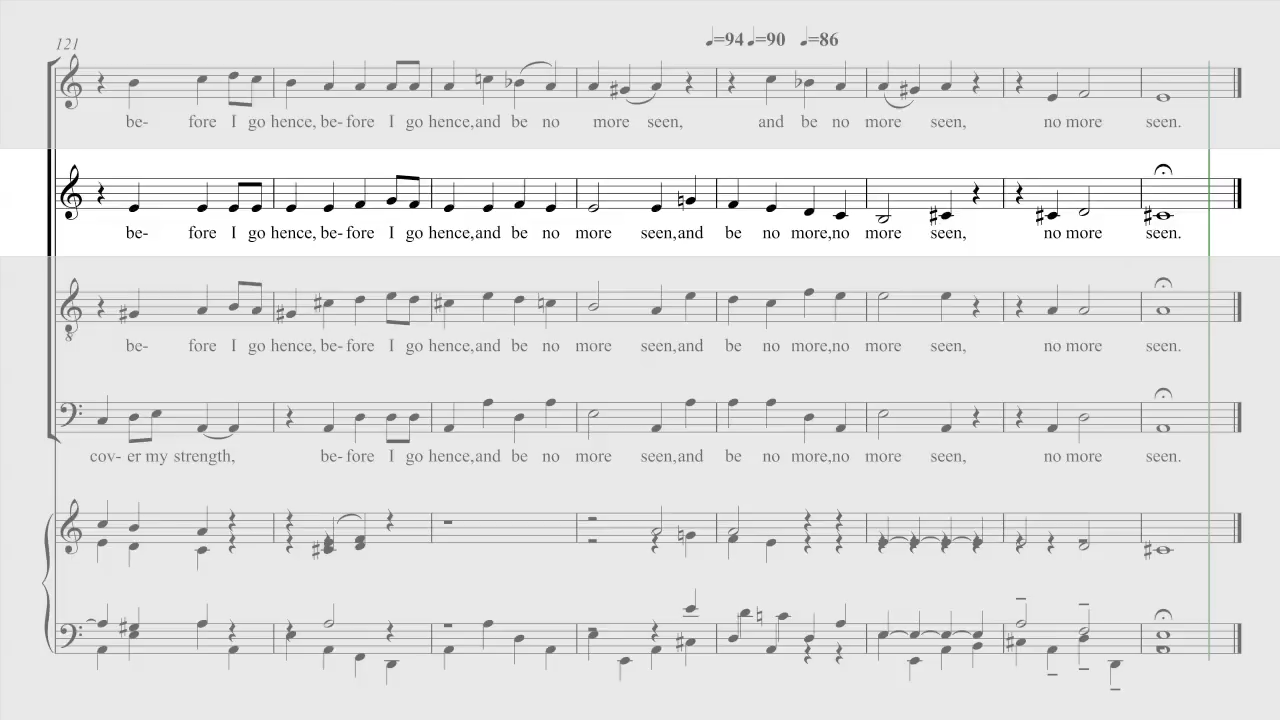 121
♩=94 ♩=90 ♩=86
be- fore I go hence, be- fore I go hence, and be no more seen, and be no more seen, no more seen.
be- fore I go hence, be- fore I go hence, and be no more seen, and be no more, no more seen, no more seen.
8
be- fore I go hence, be- fore I go hence, and be no more seen, and be no more, no more seen, no more seen.
cov- er my strength, be- fore I go hence, and be no more seen, and be no more, no more seen, no more seen.